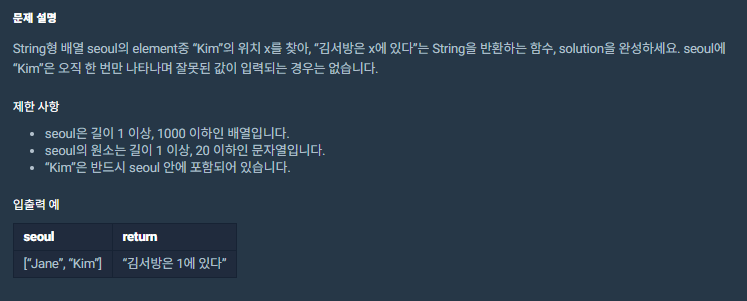 문제 설명
String형 배열 seoul의 element중 “Kim”의 위치 x를 찾아, “김서방은 x에 있다”는 String을 반환하는 함수, solution을 완성하세요. seoul에
“Kim”은 오직 한 번만 나타나며 잘못된 값이 입력되는 경우는 없습니다.
제한 사항
• seoul은 길이 1 이상, 1000 이하인 배열입니다.
• seoul의 원소는 길이 1 이상, 20 이하인 문자열입니다.
• “Kim”은 반드시 seoul 안에 포함되어 있습니다.
입출력 예
seoul return
[“Jane”, “Kim”] “김서방은 1에 있다”